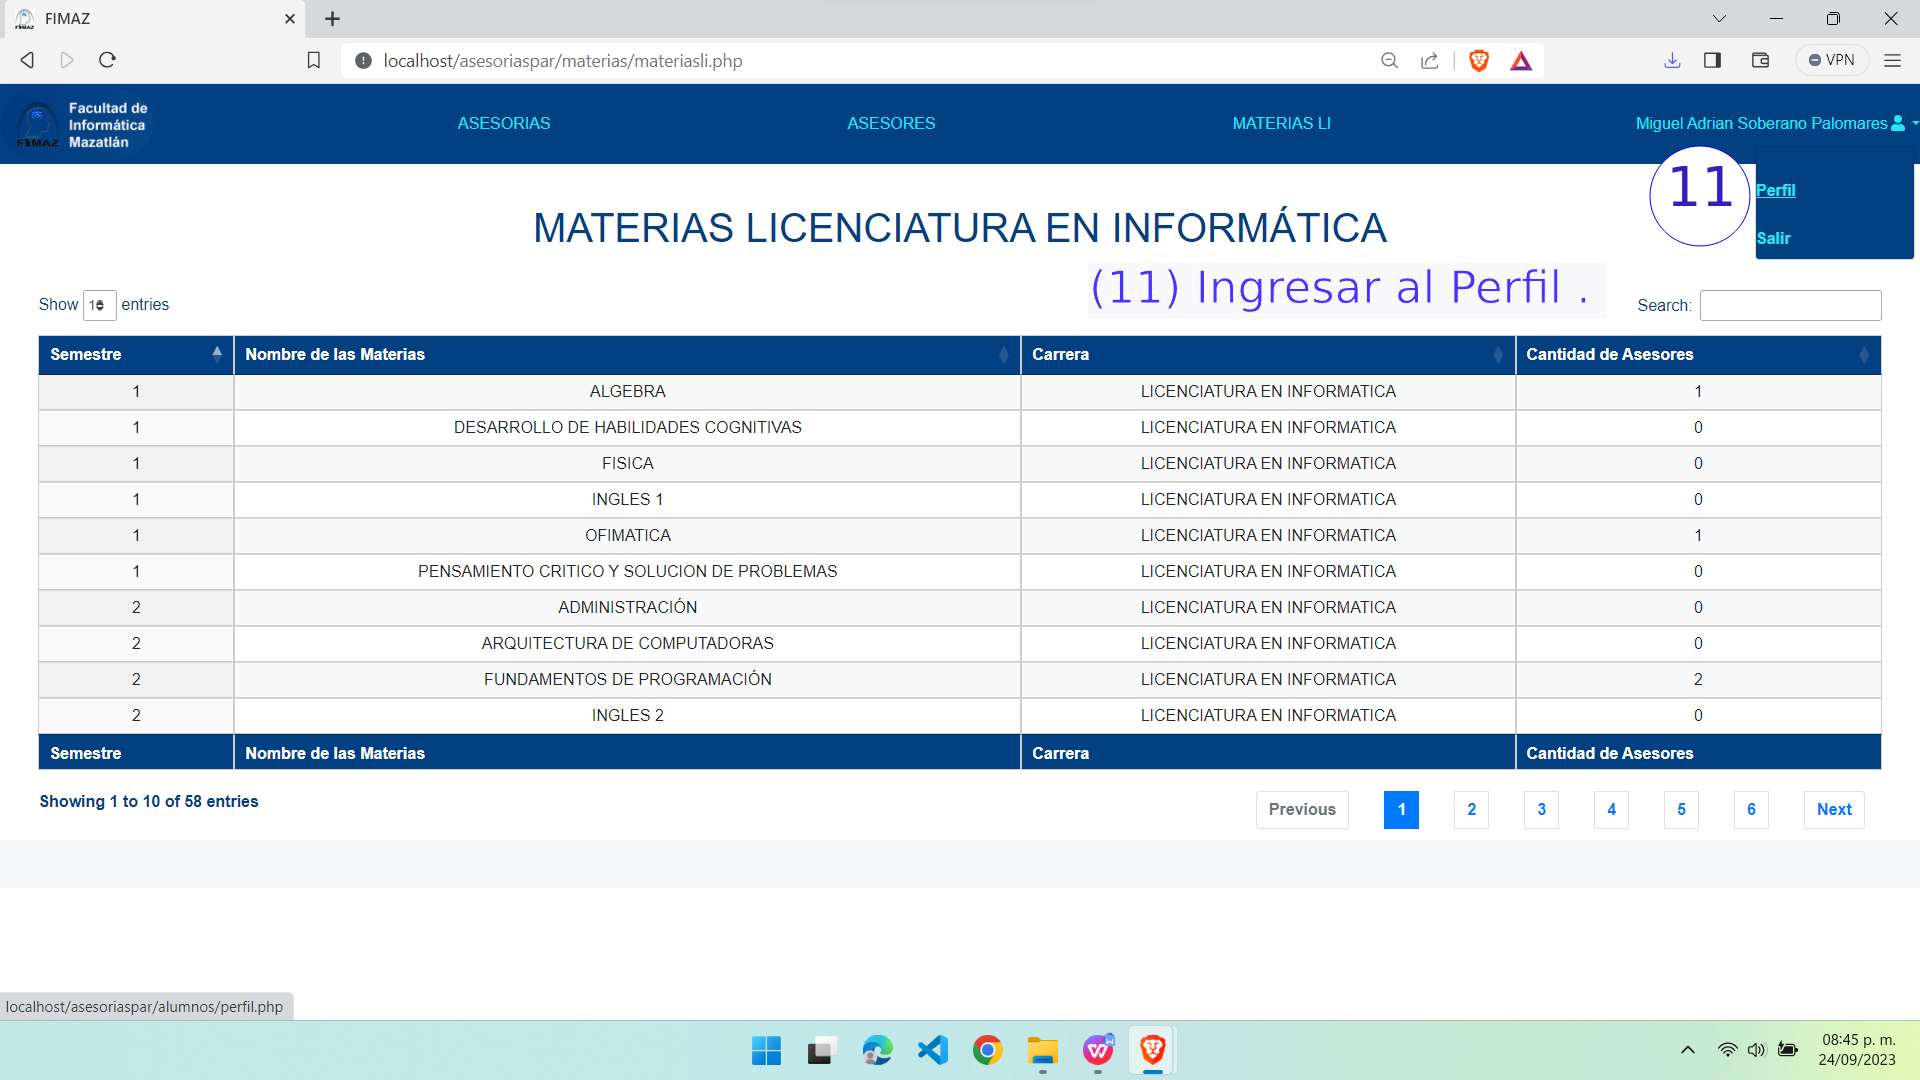 FIMAZ
localhost/asesoriaspar/materias/materiasli.php
VPN
FIMAZ
Facultad de
Informática
Mazatlán
ASESORIAS
ASESORES
MATERIAS LI
Miguel Adrian Soberano Palomares
11
Perfil
Salir
MATERIAS LICENCIATURA EN INFORMÁTICA
(11) Ingresar al Perfil .
Show 10 entries
Search:
Semestre Nombre de las Materias Carrera Cantidad de Asesores
1 ALGEBRA LICENCIATURA EN INFORMATICA 1
1 DESARROLLO DE HABILIDADES COGNITIVAS LICENCIATURA EN INFORMATICA 0
1 FISICA LICENCIATURA EN INFORMATICA 0
1 INGLES 1 LICENCIATURA EN INFORMATICA 0
1 OFIMATICA LICENCIATURA EN INFORMATICA 1
1 PENSAMIENTO CRITICO Y SOLUCION DE PROBLEMAS LICENCIATURA EN INFORMATICA 0
2 ADMINISTRACIÓN LICENCIATURA EN INFORMATICA 0
2 ARQUITECTURA DE COMPUTADORAS LICENCIATURA EN INFORMATICA 0
2 FUNDAMENTOS DE PROGRAMACIÓN LICENCIATURA EN INFORMATICA 2
2 INGLES 2 LICENCIATURA EN INFORMATICA 0
Semestre Nombre de las Materias Carrera Cantidad de Asesores
Showing 1 to 10 of 58 entries
Previous 1 2 3 4 5 6 Next
localhost/asesoriaspar/alumnos/perfil.php
08:45 p. m.
24/09/2023